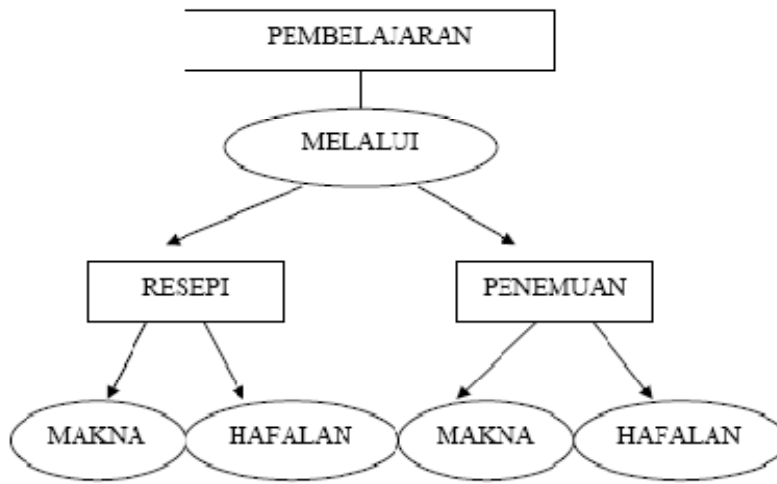 PEMBELAJARAN
MELALUI
RESEPI
PENEMUAN
MAKNA
HAFALAN
MAKNA
HAFALAN